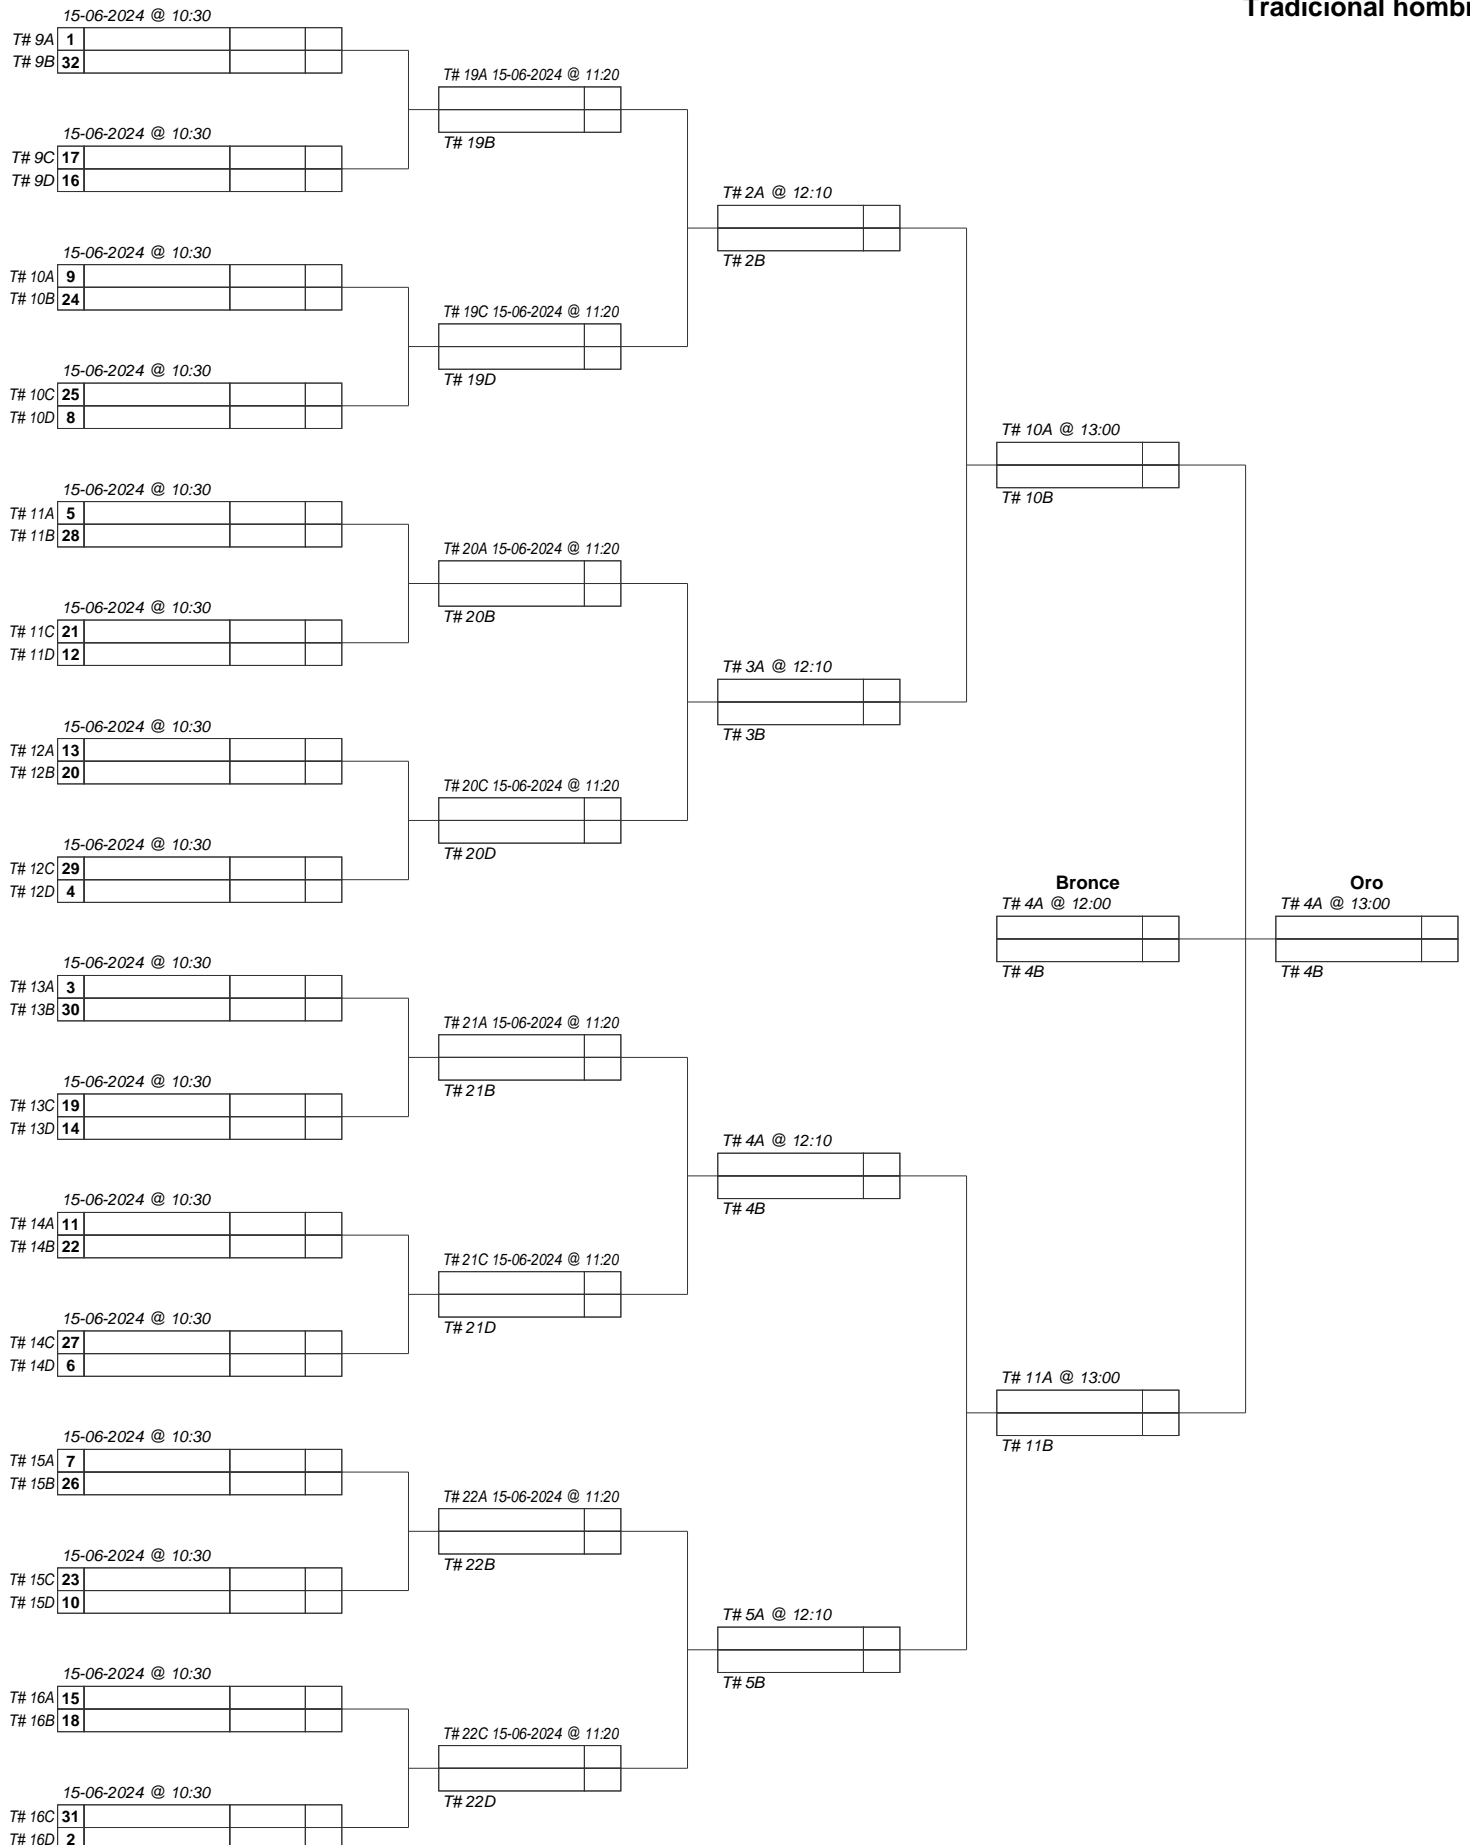 Tradicional hombr
15-06-2024 @ 10:30
T# 9A 1
T# 9B 32
T# 19A 15-06-2024 @ 11:20
T# 19B
15-06-2024 @ 10:30
T# 9C 17
T# 9D 16
T# 2A @ 12:10
T# 2B
15-06-2024 @ 10:30
T# 10A 9
T# 10B 24
T# 19C 15-06-2024 @ 11:20
T# 19D
15-06-2024 @ 10:30
T# 10C 25
T# 10D 8
T# 10A @ 13:00
T# 10B
15-06-2024 @ 10:30
T# 11A 5
T# 11B 28
T# 20A 15-06-2024 @ 11:20
T# 20B
15-06-2024 @ 10:30
T# 11C 21
T# 11D 12
T# 3A @ 12:10
T# 3B
15-06-2024 @ 10:30
T# 12A 13
T# 12B 20
T# 20C 15-06-2024 @ 11:20
T# 20D
15-06-2024 @ 10:30
T# 12C 29
T# 12D 4
Bronce
T# 4A @ 12:00
T# 4B
Oro
T# 4A @ 13:00
T# 4B
15-06-2024 @ 10:30
T# 13A 3
T# 13B 30
T# 21A 15-06-2024 @ 11:20
T# 21B
15-06-2024 @ 10:30
T# 13C 19
T# 13D 14
T# 4A @ 12:10
T# 4B
15-06-2024 @ 10:30
T# 14A 11
T# 14B 22
T# 21C 15-06-2024 @ 11:20
T# 21D
15-06-2024 @ 10:30
T# 14C 27
T# 14D 6
T# 11A @ 13:00
T# 11B
15-06-2024 @ 10:30
T# 15A 7
T# 15B 26
T# 22A 15-06-2024 @ 11:20
T# 22B
15-06-2024 @ 10:30
T# 15C 23
T# 15D 10
T# 5A @ 12:10
T# 5B
15-06-2024 @ 10:30
T# 16A 15
T# 16B 18
T# 22C 15-06-2024 @ 11:20
T# 22D
15-06-2024 @ 10:30
T# 16C 31
T# 16D 2